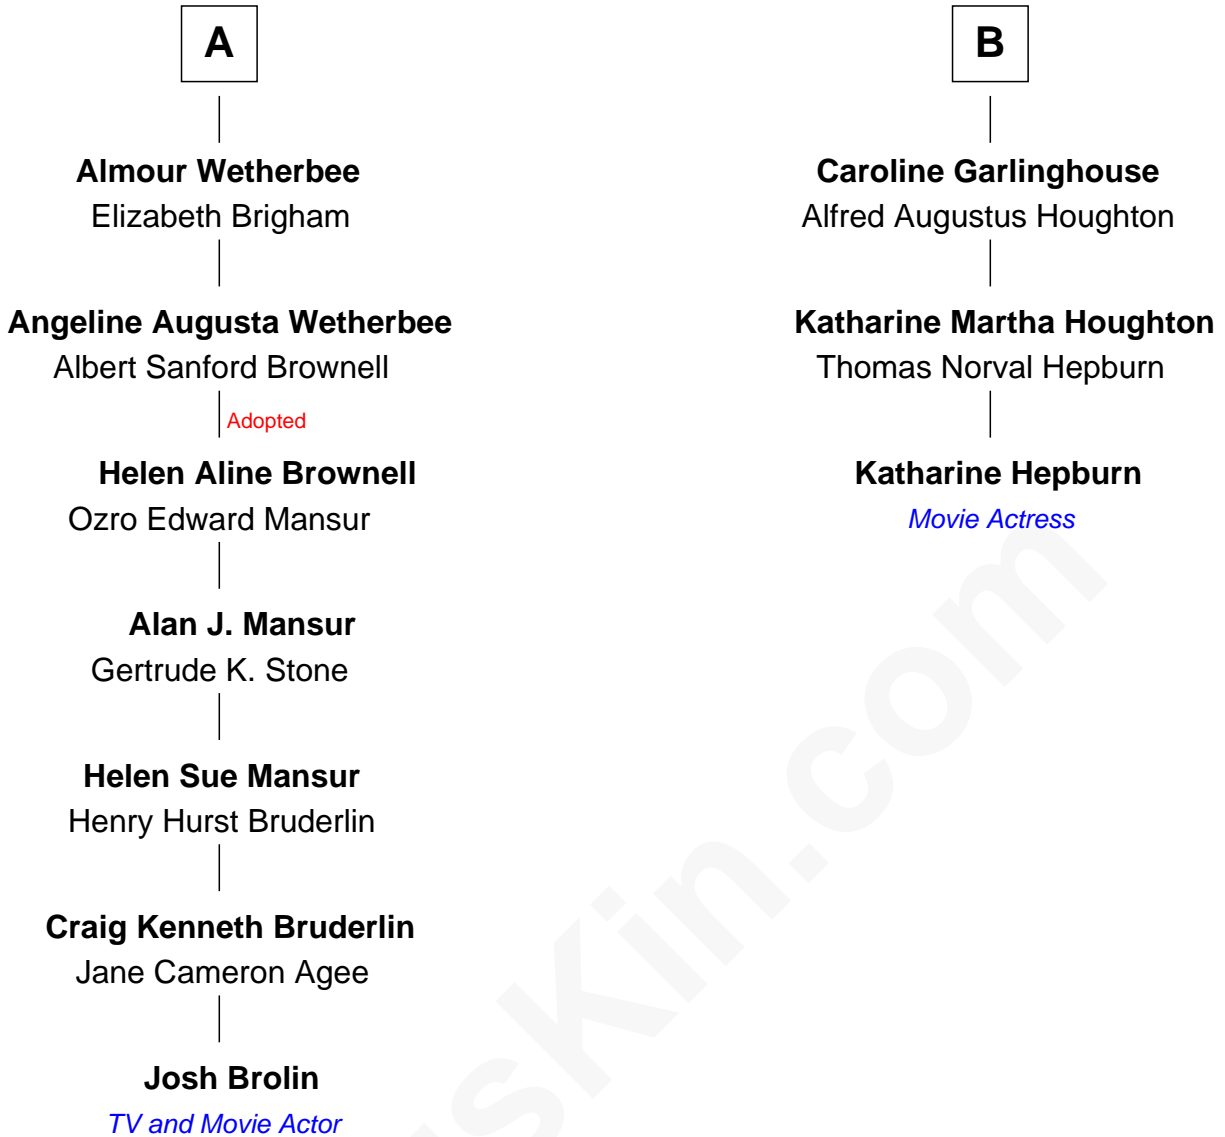 A
Almour Wetherbee
Elizabeth Brigham
Angeline Augusta Wetherbee
Albert Sanford Brownell
Adopted
Helen Aline Brownell
Ozro Edward Mansur
Alan J. Mansur
Gertrude K. Stone
Helen Sue Mansur
Henry Hurst Bruderlin
Craig Kenneth Bruderlin
Jane Cameron Agee
Josh Brolin
TV and Movie Actor
B
Caroline Garlinghouse
Alfred Augustus Houghton
Katharine Martha Houghton
Thomas Norval Hepburn
Katharine Hepburn
Movie Actress
usKin.com